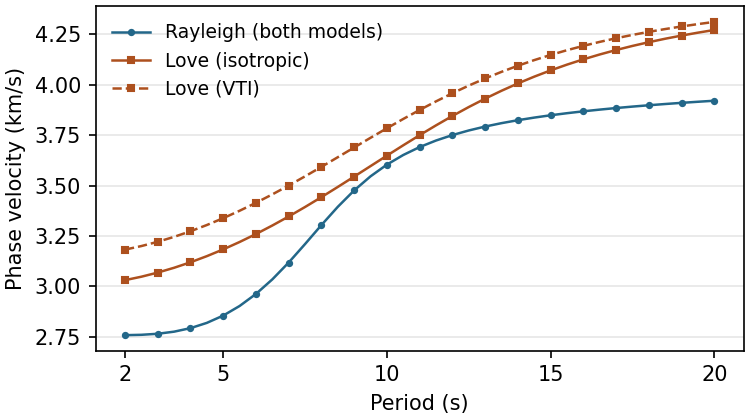 Phase velocity (km/s)
4.25
4.00
3.75
3.50
3.25
3.00
2.75
Rayleigh (both models)
Love (isotropic)
Love (VTI)
2 5 10 15 20
Period (s)